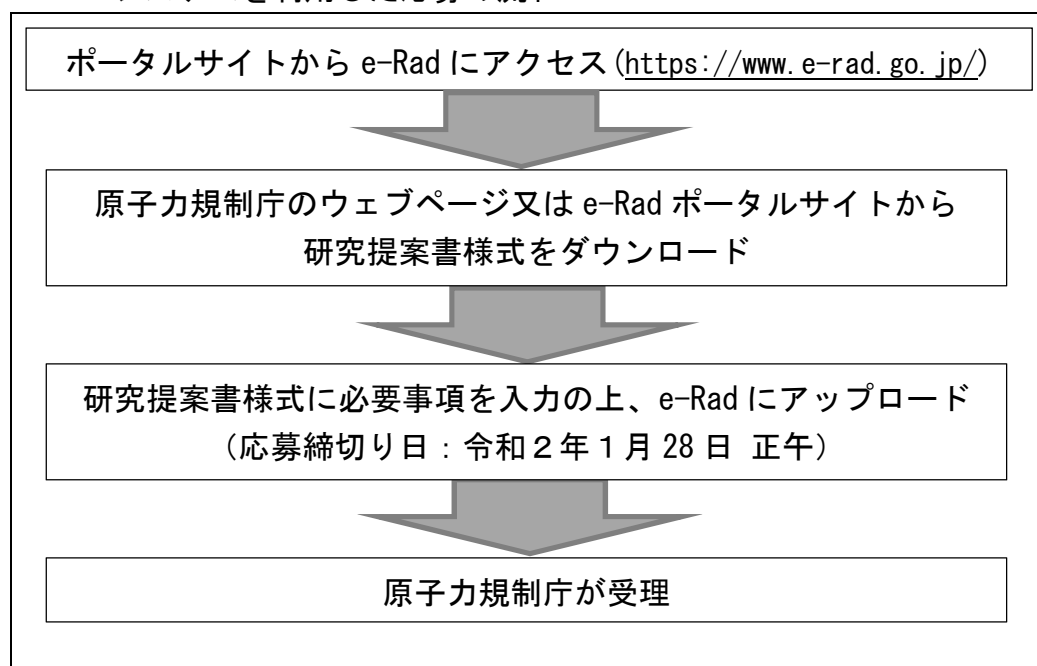 ポータルサイトから e-Rad にアクセス(https://www.e-rad.go.jp/)
原子力規制庁のウェブページ又は e-Rad ポータルサイトから
研究提案書様式をダウンロード
研究提案書様式に必要事項を入力の上、e-Rad にアップロード
(応募締切り日：令和２年１月 28 日 正午)
原子力規制庁が受理